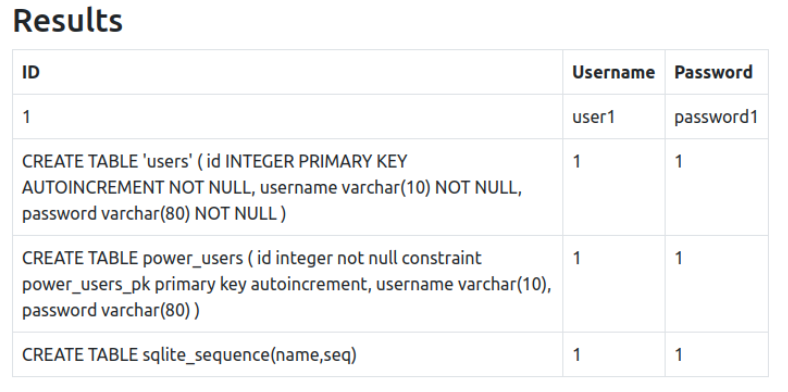 Results
ID Username Password
1 user1 password1
CREATE TABLE 'users' ( id INTEGER PRIMARY KEY 1 1
AUTOINCREMENT NOT NULL, username varchar(10) NOT NULL,
password varchar(80) NOT NULL )
CREATE TABLE power_users ( id integer not null constraint 1 1
power_users_pk primary key autoincrement, username varchar(10),
password varchar(80) )
CREATE TABLE sqlite_sequence(name,seq) 1 1